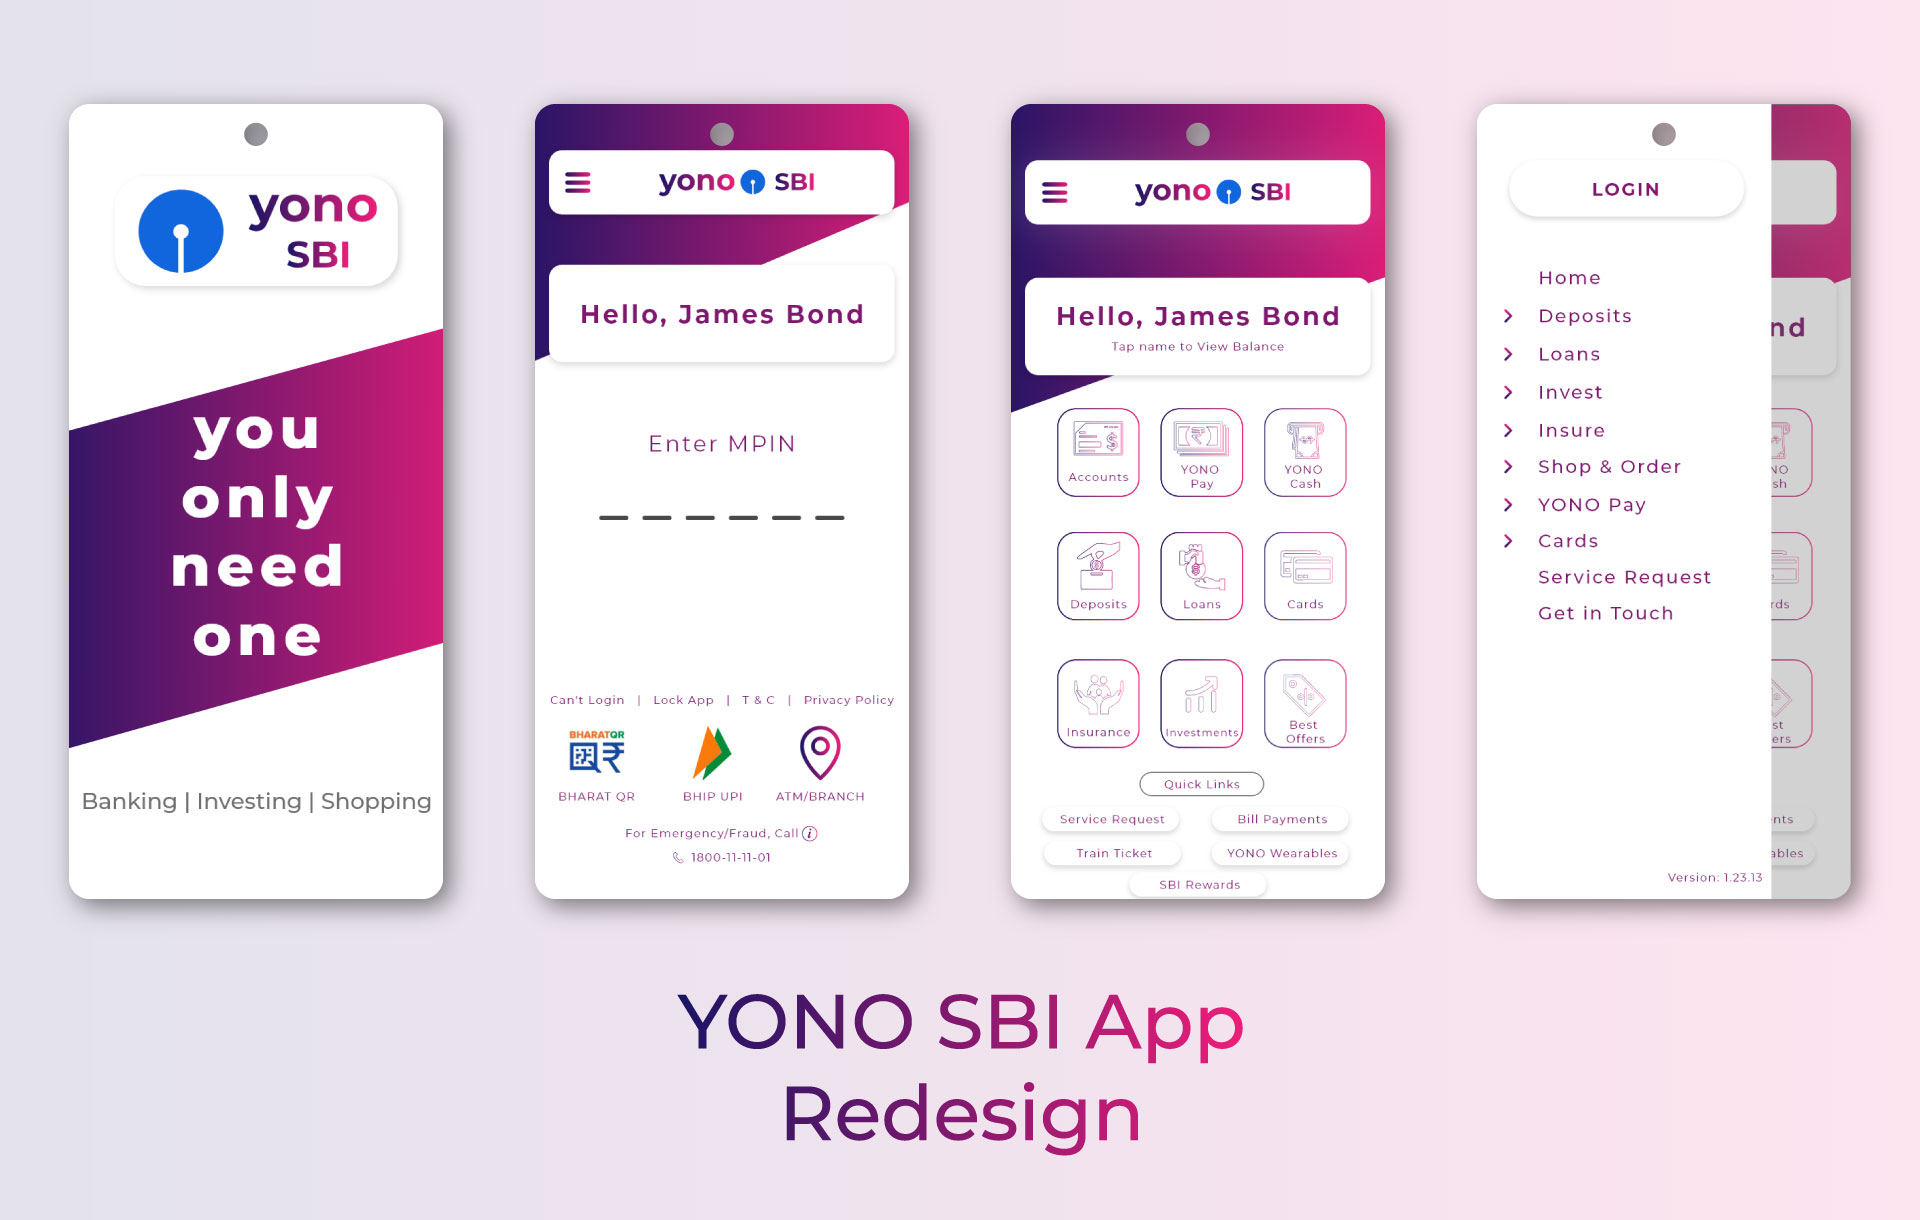 yono
SBI
you
only
need
one
Banking | Investing | Shopping
yono SBI
Hello, James Bond
Enter MPIN
Can't Login | Lock App | T & C | Privacy Policy
BHARATQR
BHARAT QR
BHIP UPI
ATM/BRANCH
For Emergency/Fraud, Call i
1800-11-11-01
yono SBI
Hello, James Bond
Tap name to View Balance
Accounts
YONO
Pay
YONO
Cash
Deposits
Loans
Cards
Insurance
Investments
Best
Offers
Quick Links
Service Request
Bill Payments
Train Ticket
YONO Wearables
SBI Rewards
LOGIN
Home
Deposits
Loans
Invest
Insure
Shop & Order
YONO Pay
Cards
Service Request
Get in Touch
Version: 1.23.13
nd
NO
sh
rds
st
ers
nts
ables
YONO SBI App
Redesign